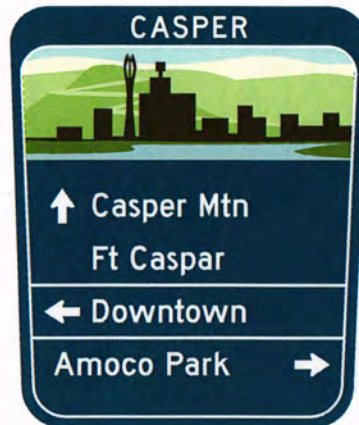 CASPER
↑ Casper Mtn
Ft Caspar
← Downtown
Amoco Park →